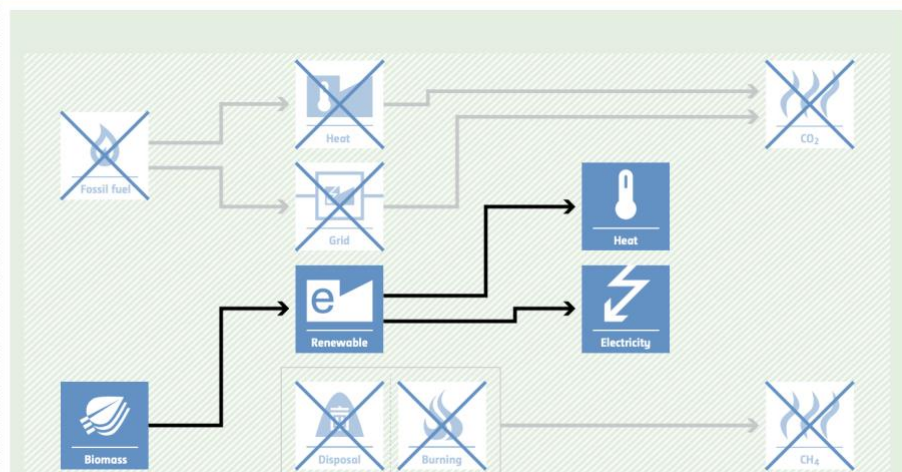 Heat
CO₂
Fossil fuel
Grid
Heat
e
Renewable
Electricity
Biomass
Disposal
Burning
CH₄